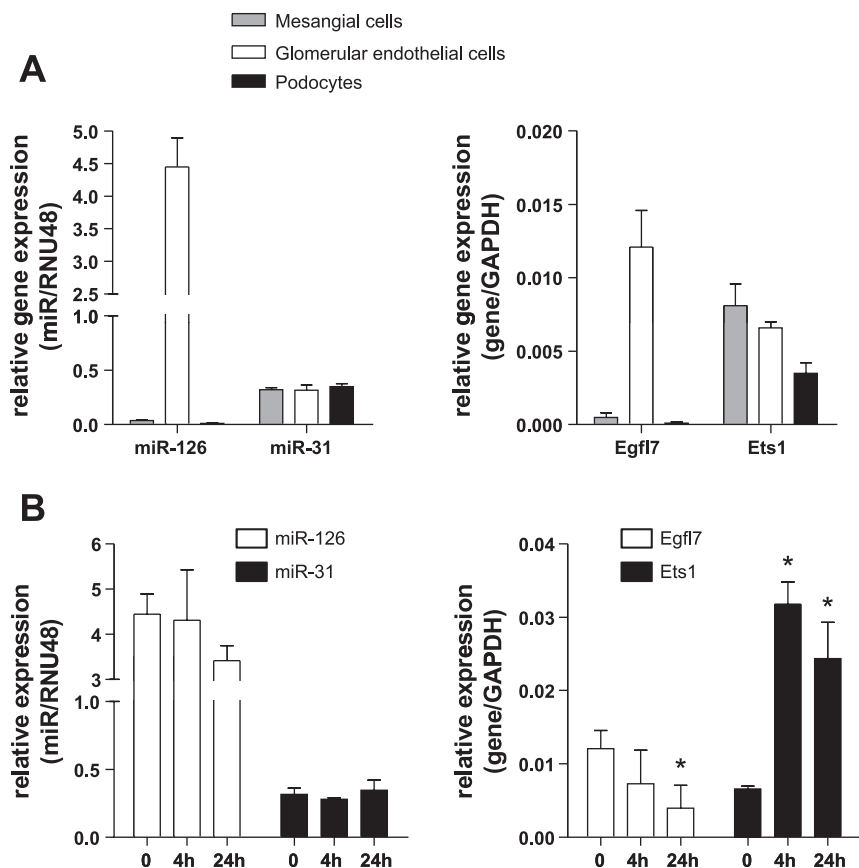 Mesangial cells
Glomerular endothelial cells
Podocytes
A
relative gene expression
(miR/RNU48)
5.0
4.5
4.0
3.5
3.0
2.5
1.0
0.5
0.0
miR-126 miR-31
relative gene expression
(gene/GAPDH)
0.020
0.015
0.010
0.005
0.000
Egfl7 Ets1
B
relative expression
(miR/RNU48)
6
5
4
3
1.0
0.5
0.0
miR-126
miR-31
0 4h 24h 0 4h 24h
relative expression
(gene/GAPDH)
0.04
0.03
0.02
0.01
0.00
Egfl7
Ets1
*
*
*
0 4h 24h 0 4h 24h